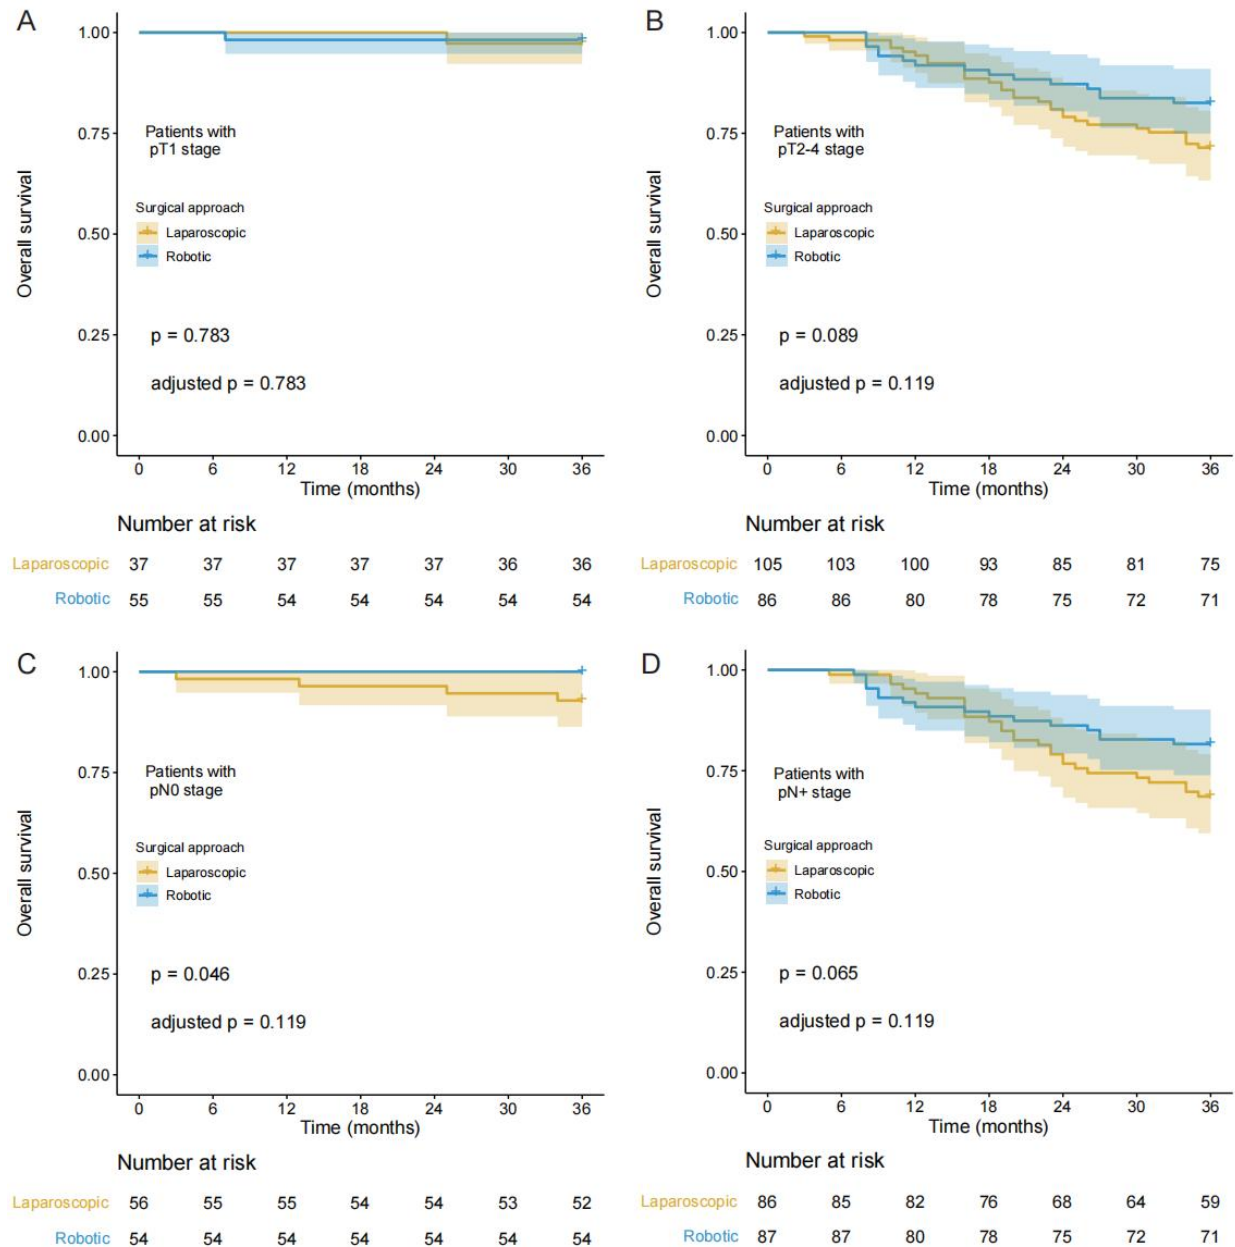 A
1.00
0.75
0.50
0.25
0.00
Overall survival
Patients with
pT1 stage
Surgical approach
Laparoscopic
Robotic
p = 0.783
adjusted p = 0.783
0 6 12 18 24 30 36
Time (months)
Number at risk
Laparoscopic 37 37 37 37 37 36 36
Robotic 55 55 54 54 54 54 54
B
1.00
0.75
0.50
0.25
0.00
Overall survival
Patients with
pT2-4 stage
Surgical approach
Laparoscopic
Robotic
p = 0.089
adjusted p = 0.119
0 6 12 18 24 30 36
Time (months)
Number at risk
Laparoscopic 105 103 100 93 85 81 75
Robotic 86 86 80 78 75 72 71
C
1.00
0.75
0.50
0.25
0.00
Overall survival
Patients with
pN0 stage
Surgical approach
Laparoscopic
Robotic
p = 0.046
adjusted p = 0.119
0 6 12 18 24 30 36
Time (months)
Number at risk
Laparoscopic 56 55 55 54 54 53 52
Robotic 54 54 54 54 54 54 54
D
1.00
0.75
0.50
0.25
0.00
Overall survival
Patients with
pN+ stage
Surgical approach
Laparoscopic
Robotic
p = 0.065
adjusted p = 0.119
0 6 12 18 24 30 36
Time (months)
Number at risk
Laparoscopic 86 85 82 76 68 64 59
Robotic 87 87 80 78 75 72 71